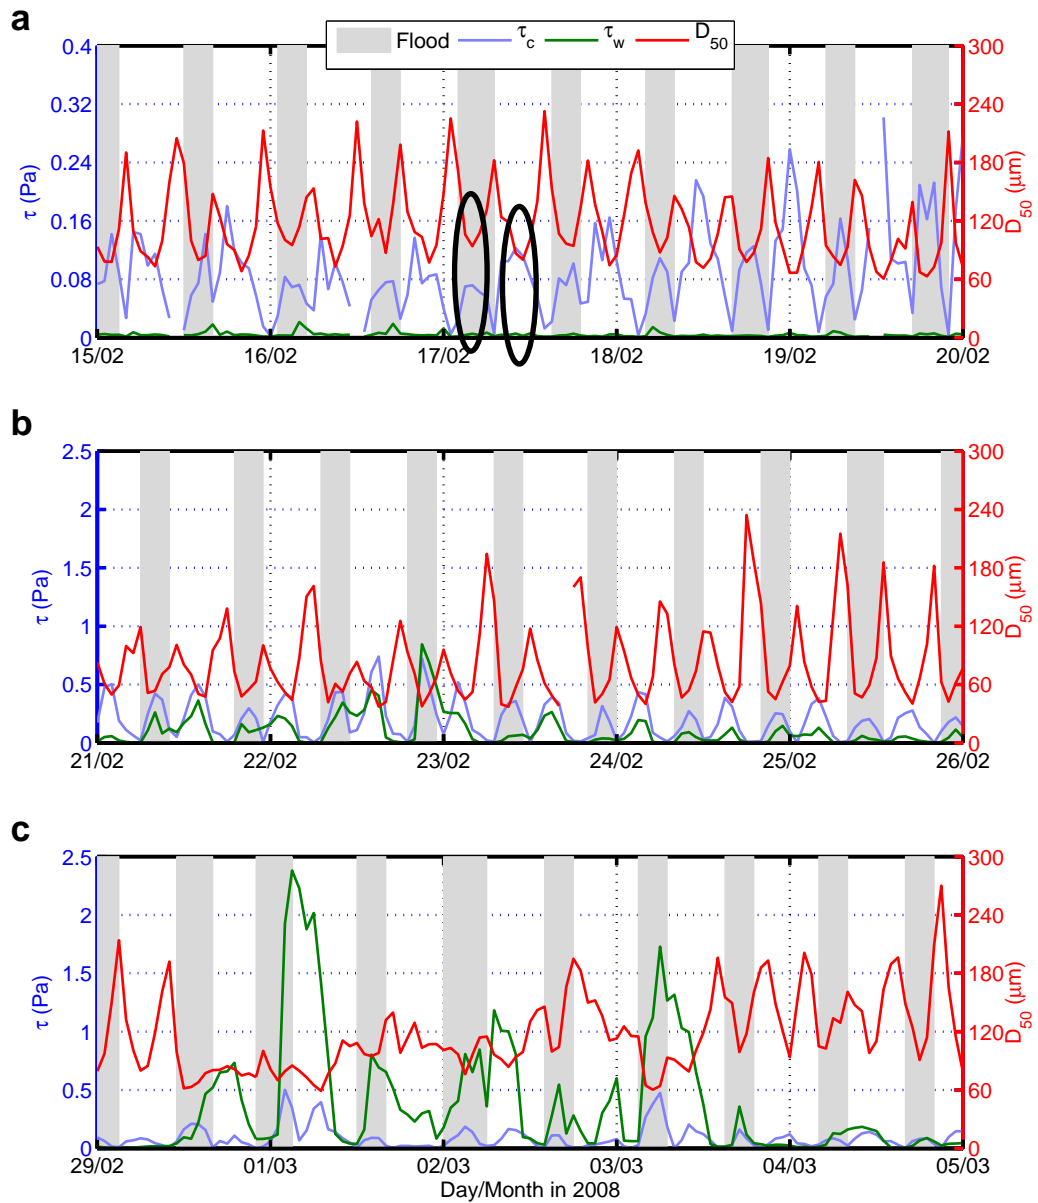 a
Flood τc τw D50
0.4
0.32
0.24
0.16
0.08
0
τ (Pa)
300
240
180
120
60
0
D50 (μm)
15/02 16/02 17/02 18/02 19/02 20/02
b
2.5
2
1.5
1
0.5
0
τ (Pa)
300
240
180
120
60
0
D50 (μm)
21/02 22/02 23/02 24/02 25/02 26/02
c
2.5
2
1.5
1
0.5
0
τ (Pa)
300
240
180
120
60
0
D50 (μm)
29/02 01/03 02/03 03/03 04/03 05/03
Day/Month in 2008